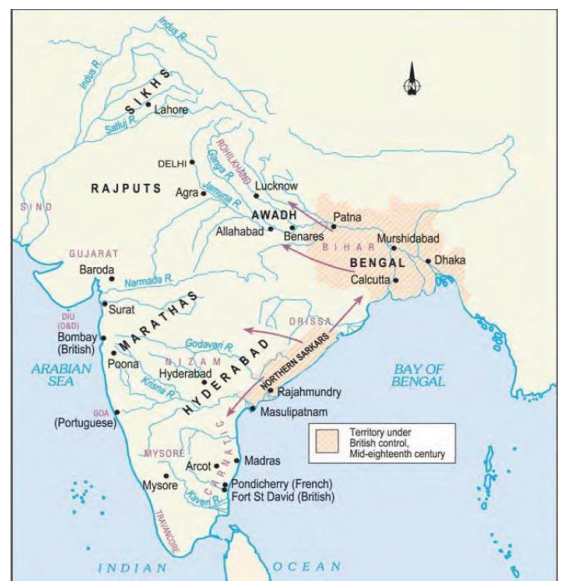 Indus R.
Indus R.
SIKHS
Lahore
Satluj R.
DELHI
Ganga R.
ROHILKHAND
RAJPUTS
Agra
Jamuna R.
Lucknow
AWADH
Patna
SIND
Allahabad
Benares
BIHAR
Murshidabad
BENGAL
Dhaka
GUJARAT
Baroda
Calcutta
Narmada R.
Surat
DIU
(D&D)
MARATHAS
ORISSA
Bombay
(British)
Godavari R.
NORTHERN SARKARS
ARABIAN
SEA
Poona
NIZAM
HYDERABAD
Hyderabad
BAY OF
BENGAL
Krisna R.
Rajahmundry
GOA
(Portuguese)
Masulipatnam
CARNATIC
Territory under
British control,
Mid-eighteenth century
MYSORE
Arcot
Madras
Mysore
Pondicherry (French)
Fort St David (British)
Kaveri R.
TRAVANCORE
INDIAN OCEAN
N